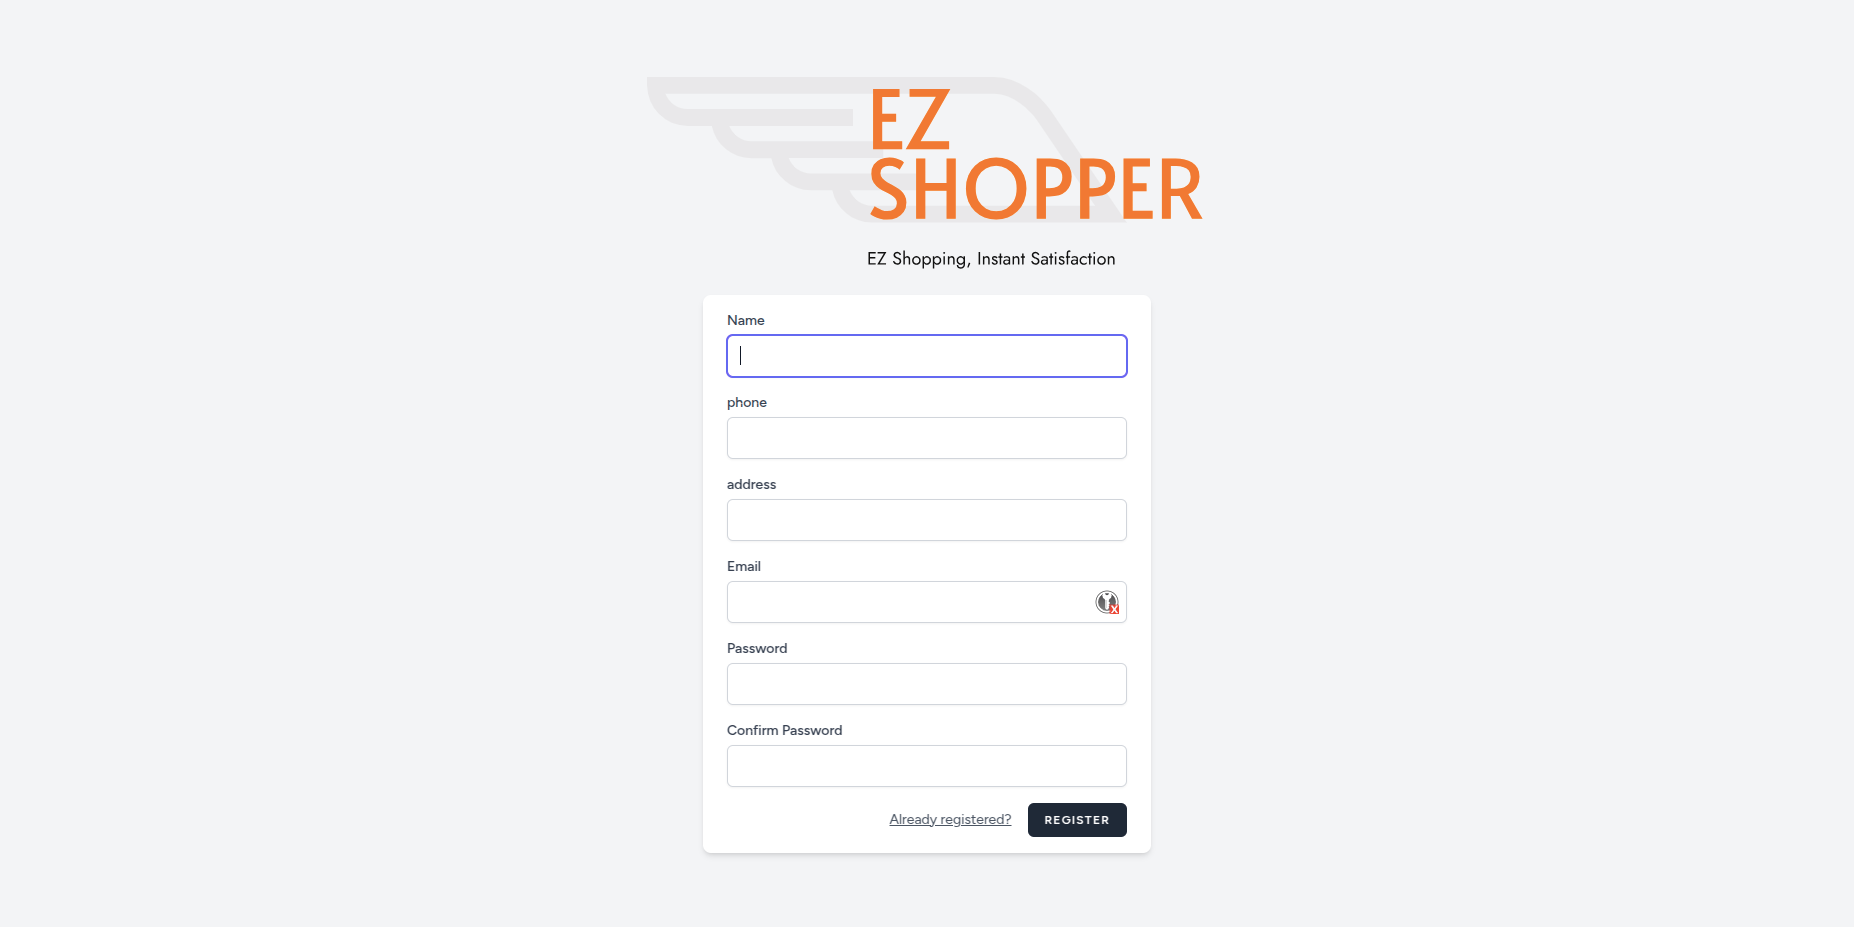 EZ
SHOPPER
EZ Shopping, Instant Satisfaction
Name
phone
address
Email
Password
Confirm Password
Already registered? REGISTER